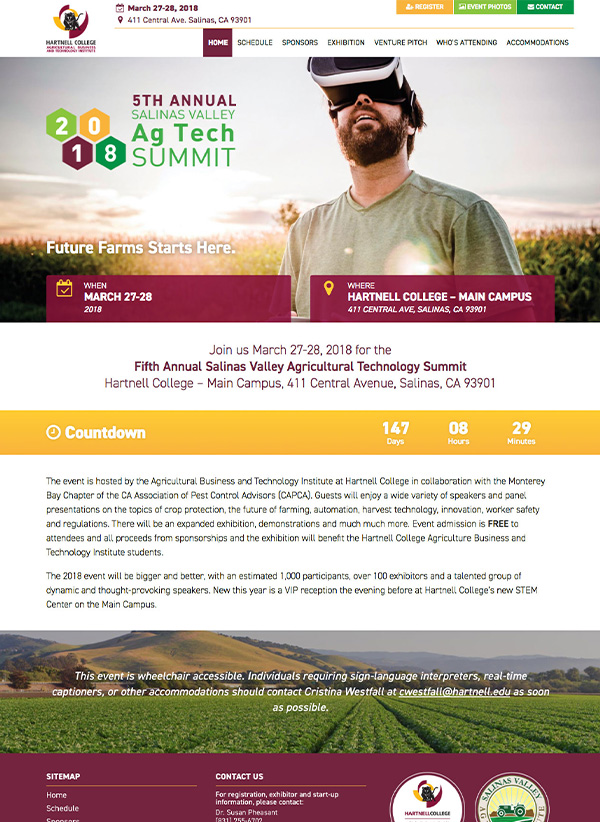 March 27-28, 2018
411 Central Ave. Salinas, CA 93901
REGISTER
EVENT PHOTOS
CONTACT
HARTNELL COLLEGE
AGRICULTURAL BUSINESS
AND TECHNOLOGY INSTITUTE
HOME
SCHEDULE
SPONSORS
EXHIBITION
VENTURE PITCH
WHO'S ATTENDING
ACCOMMODATIONS
2018
5TH ANNUAL
SALINAS VALLEY
Ag Tech
SUMMIT
Future Farms Starts Here.
WHEN
MARCH 27-28
2018
WHERE
HARTNELL COLLEGE – MAIN CAMPUS
411 CENTRAL AVE, SALINAS, CA 93901
Join us March 27-28, 2018 for the
Fifth Annual Salinas Valley Agricultural Technology Summit
Hartnell College – Main Campus, 411 Central Avenue, Salinas, CA 93901
Countdown
147 08 29
Days Hours Minutes
The event is hosted by the Agricultural Business and Technology Institute at Hartnell College in collaboration with the Monterey
Bay Chapter of the CA Association of Pest Control Advisors (CAPCA). Guests will enjoy a wide variety of speakers and panel
presentations on the topics of crop protection, the future of farming, automation, harvest technology, innovation, worker safety
and regulations. There will be an expanded exhibition, demonstrations and much much more. Event admission is FREE to
attendees and all proceeds from sponsorships and the exhibition will benefit the Hartnell College Agriculture Business and
Technology Institute students.
The 2018 event will be bigger and better, with an estimated 1,000 participants, over 100 exhibitors and a talented group of
dynamic and thought-provoking speakers. New this year is a VIP reception the evening before at Hartnell College's new STEM
Center on the Main Campus.
This event is wheelchair accessible. Individuals requiring sign-language interpreters, real-time
captioners, or other accommodations should contact Cristina Westfall at cwestfall@hartnell.edu as soon
as possible.
SITEMAP
Home
Schedule
Sponsors
CONTACT US
For registration, exhibitor and start-up
information, please contact:
Dr. Susan Pheasant
(831) 755-6702
HARTNELLCOLLEGE
SALINAS VALLEY